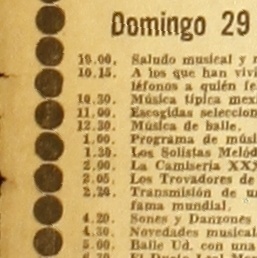 Domingo 29
10.00. Saludo musical y
10.15. A los que han vivi
léfonos a quién fe
10.30. Música típica mex
11.00. Escogidas seleccion
12.30. Música de baile.
1.00. Programa de músi
1.30. Los Solistas Melód
2.00. La Camisería XXX
2.05. Los Trovadores de
2.20. Transmisión de u
fama mundial.
4.20. Sones y Danzones
4.30. Novedades musical
5.00. Baile Ud. con una